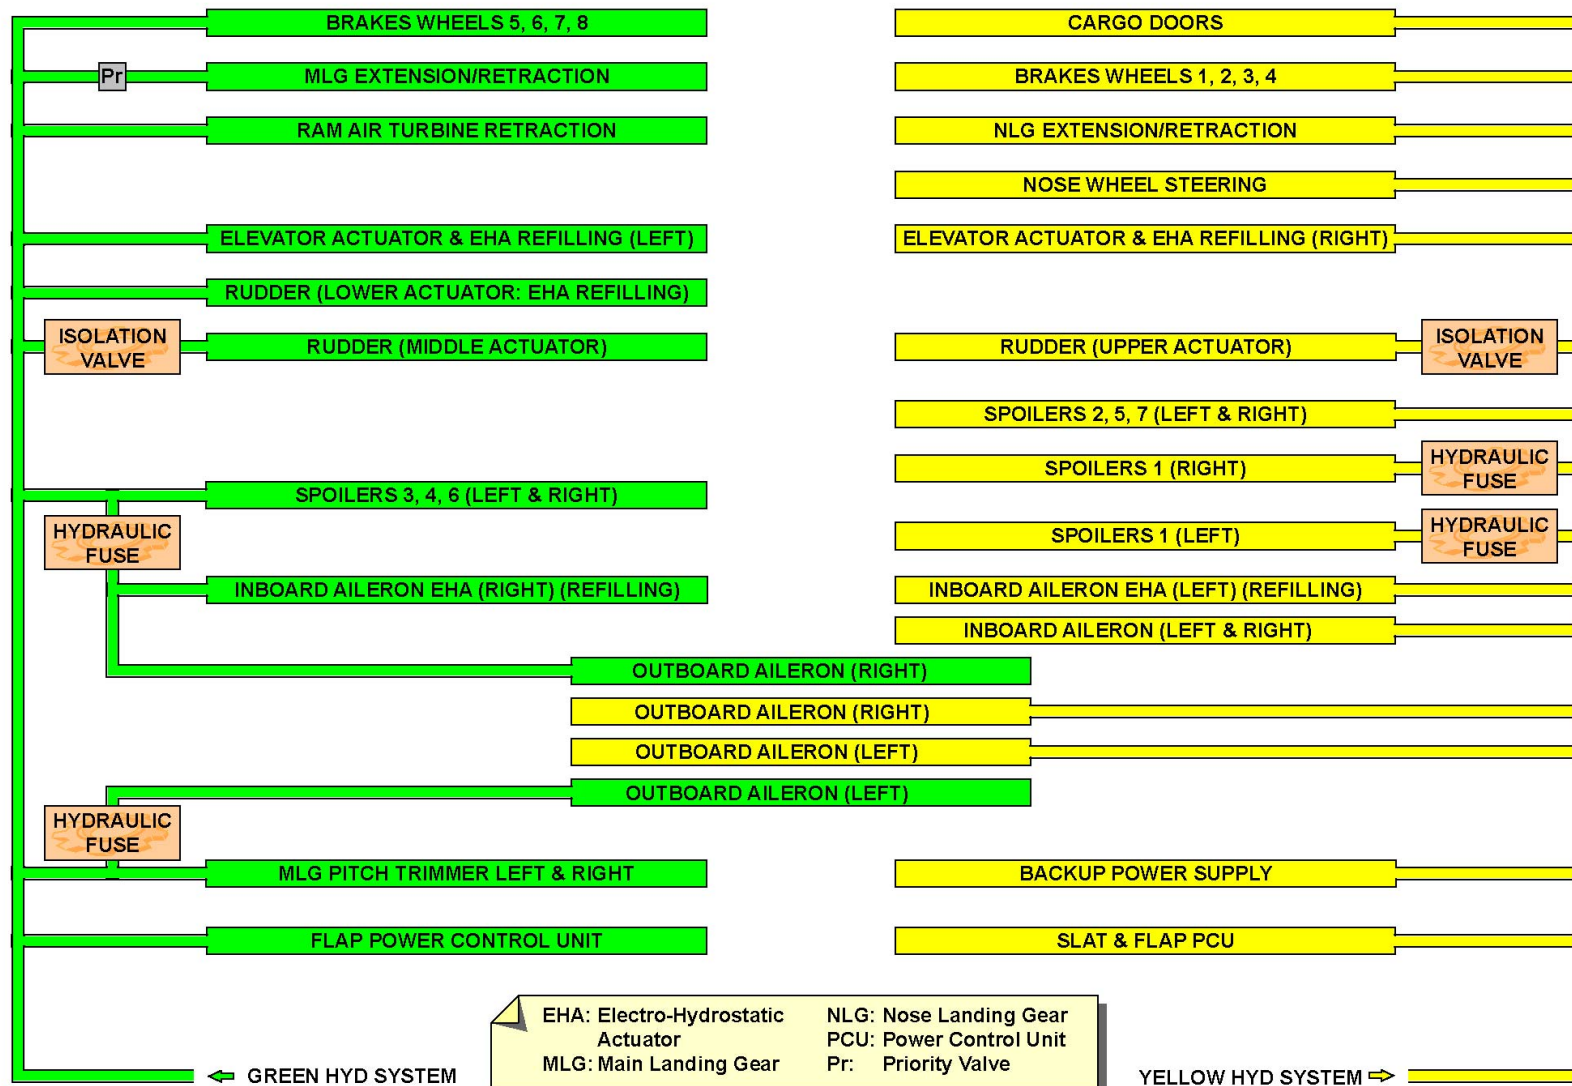 BRAKES WHEELS 5, 6, 7, 8
CARGO DOORS
Pr
MLG EXTENSION/RETRACTION
BRAKES WHEELS 1, 2, 3, 4
RAM AIR TURBINE RETRACTION
NLG EXTENSION/RETRACTION
NOSE WHEEL STEERING
ELEVATOR ACTUATOR & EHA REFILLING (LEFT)
ELEVATOR ACTUATOR & EHA REFILLING (RIGHT)
RUDDER (LOWER ACTUATOR: EHA REFILLING)
ISOLATION
VALVE
RUDDER (MIDDLE ACTUATOR)
RUDDER (UPPER ACTUATOR)
ISOLATION
VALVE
SPOILERS 2, 5, 7 (LEFT & RIGHT)
SPOILERS 1 (RIGHT)
HYDRAULIC
FUSE
SPOILERS 3, 4, 6 (LEFT & RIGHT)
HYDRAULIC
FUSE
SPOILERS 1 (LEFT)
HYDRAULIC
FUSE
INBOARD AILERON EHA (RIGHT) (REFILLING)
INBOARD AILERON EHA (LEFT) (REFILLING)
INBOARD AILERON (LEFT & RIGHT)
OUTBOARD AILERON (RIGHT)
OUTBOARD AILERON (RIGHT)
OUTBOARD AILERON (LEFT)
OUTBOARD AILERON (LEFT)
HYDRAULIC
FUSE
MLG PITCH TRIMMER LEFT & RIGHT
BACKUP POWER SUPPLY
FLAP POWER CONTROL UNIT
SLAT & FLAP PCU
EHA: Electro-Hydrostatic
Actuator
MLG: Main Landing Gear
NLG: Nose Landing Gear
PCU: Power Control Unit
Pr: Priority Valve
GREEN HYD SYSTEM
YELLOW HYD SYSTEM